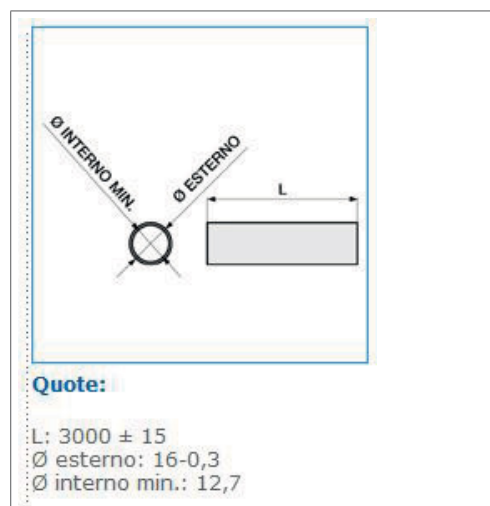 Ø INTERNO MIN.
Ø ESTERNO
L
Quote:
L: 3000 ± 15
Ø esterno: 16-0,3
Ø interno min.: 12,7